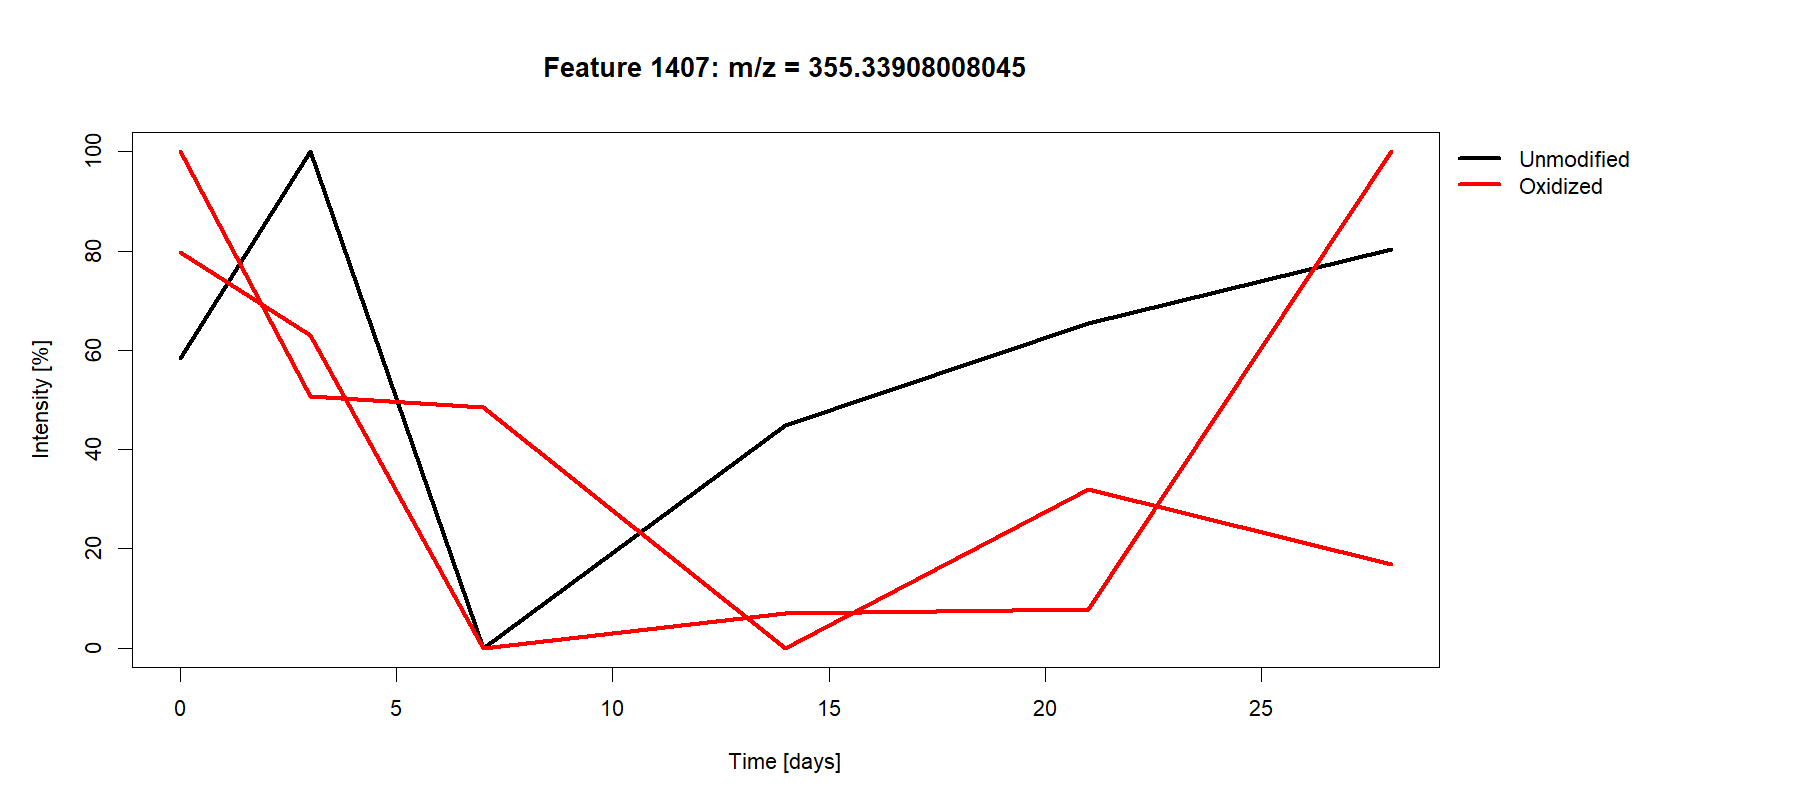 Feature 1407: m/z = 355.33908008045
Unmodified
Oxidized
Intensity [%]
100
80
60
40
20
0
0 5 10 15 20 25
Time [days]